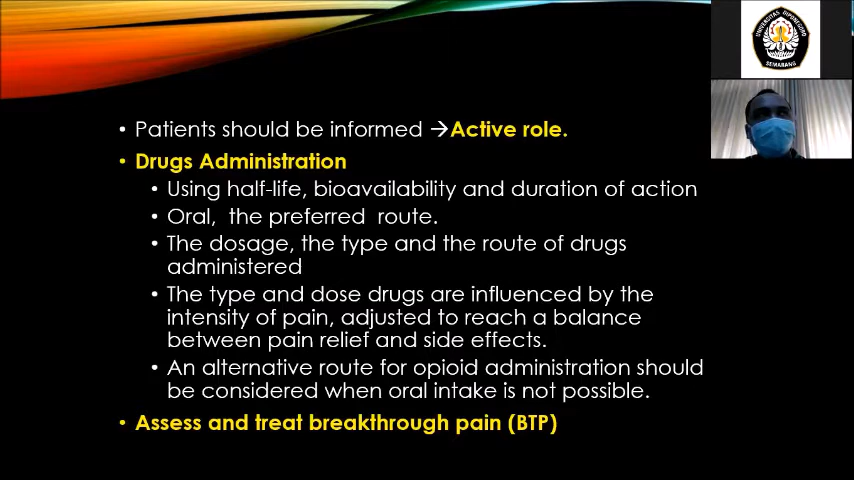 UNIVERSITAS DIPONEGORO
SEMARANG
• Patients should be informed →Active role.
• Drugs Administration
• Using half-life, bioavailability and duration of action
• Oral, the preferred route.
• The dosage, the type and the route of drugs
administered
• The type and dose drugs are influenced by the
intensity of pain, adjusted to reach a balance
between pain relief and side effects.
• An alternative route for opioid administration should
be considered when oral intake is not possible.
• Assess and treat breakthrough pain (BTP)